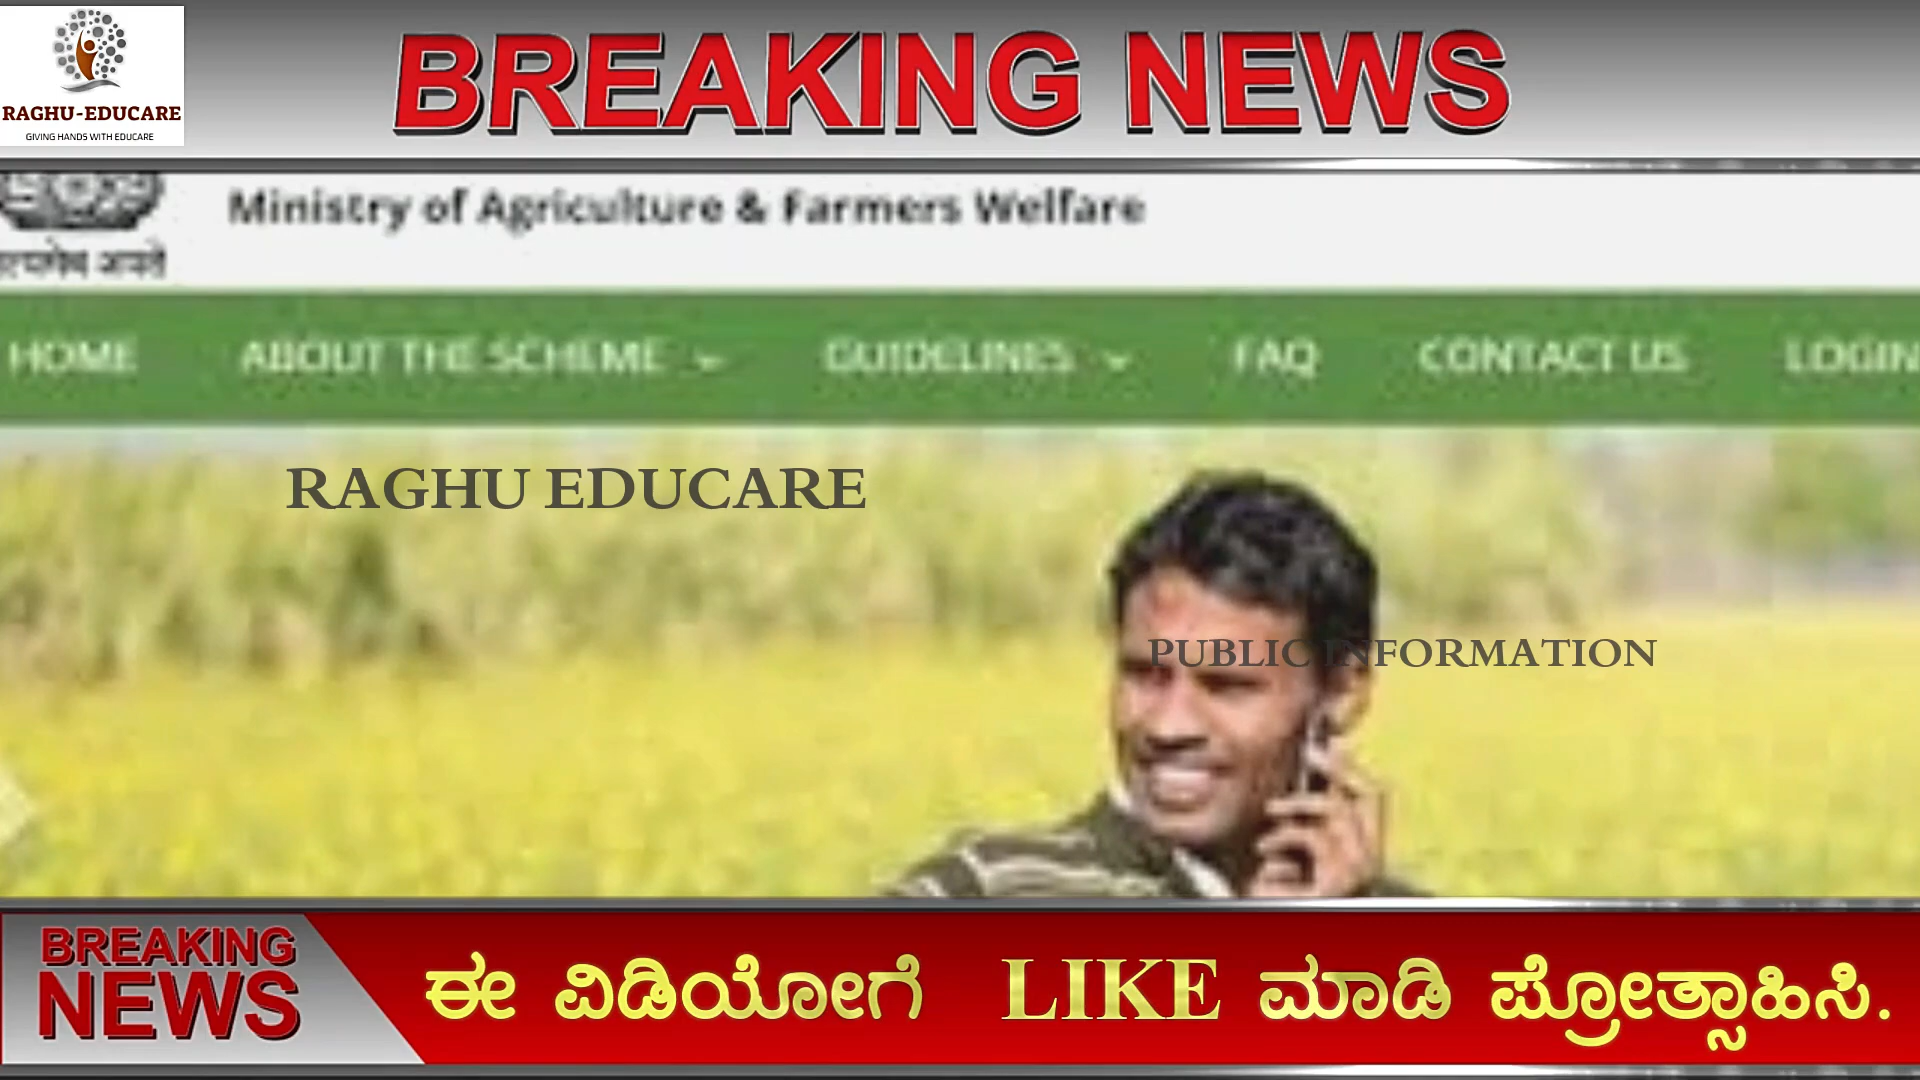 BREAKING NEWS
RAGHU-EDUCARE
GIVING HANDS WITH EDUCARE
Ministry of Agriculture & Farmers Welfare
HOME ABOUT THE SCHEME GUIDELINES FAQ CONTACT US LOGIN
RAGHU EDUCARE
PUBLIC INFORMATION
BREAKING
NEWS
ಈ ವಿಡಿಯೋಗೆ LIKE ಮಾಡಿ ಪ್ರೋತ್ಸಾಹಿಸಿ.